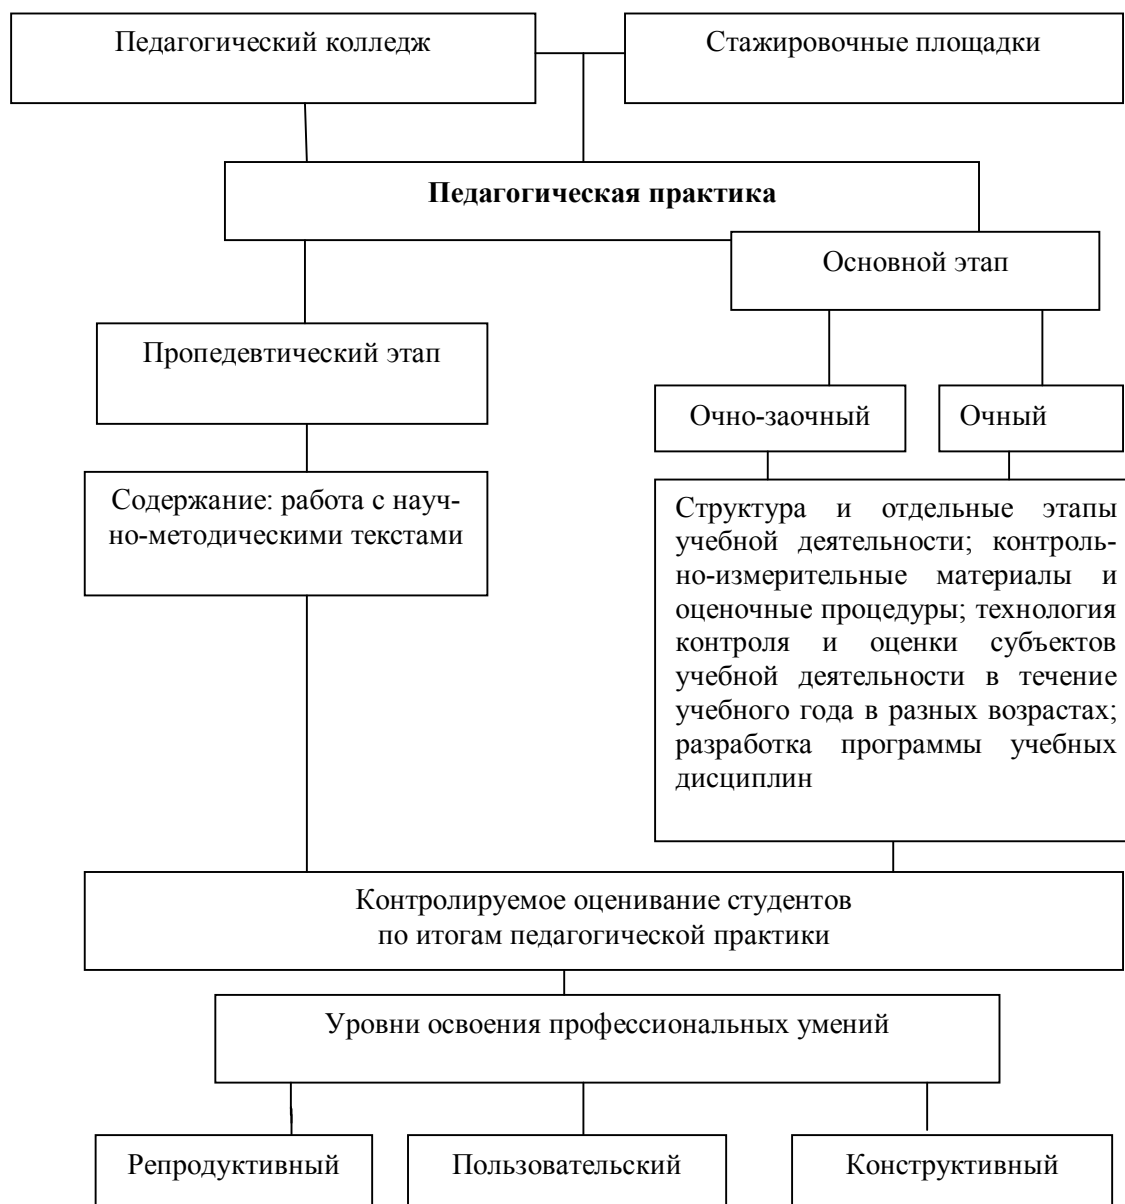 Педагогический колледж
Стажировочные площадки
Педагогическая практика
Основной этап
Пропедевтический этап
Очно-заочный
Очный
Содержание: работа с науч-
но-методическими текстами
Структура и отдельные этапы
учебной деятельности; контроль-
но-измерительные материалы и
оценочные процедуры; технология
контроля и оценки субъектов
учебной деятельности в течение
учебного года в разных возрастах;
разработка программы учебных
дисциплин
Контролируемое оценивание студентов
по итогам педагогической практики
Уровни освоения профессиональных умений
Репродуктивный
Пользовательский
Конструктивный